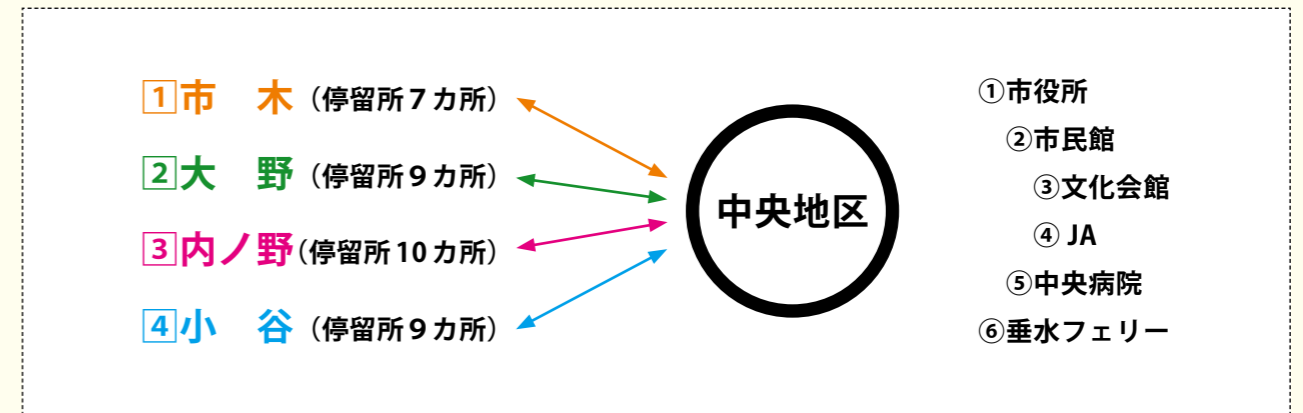 1市　木（停留所７カ所）
2大　野（停留所９カ所）
3内ノ野（停留所10カ所）
4小　谷（停留所９カ所）
中央地区
①市役所
②市民館
③文化会館
④ JA
⑤中央病院
⑥垂水フェリー